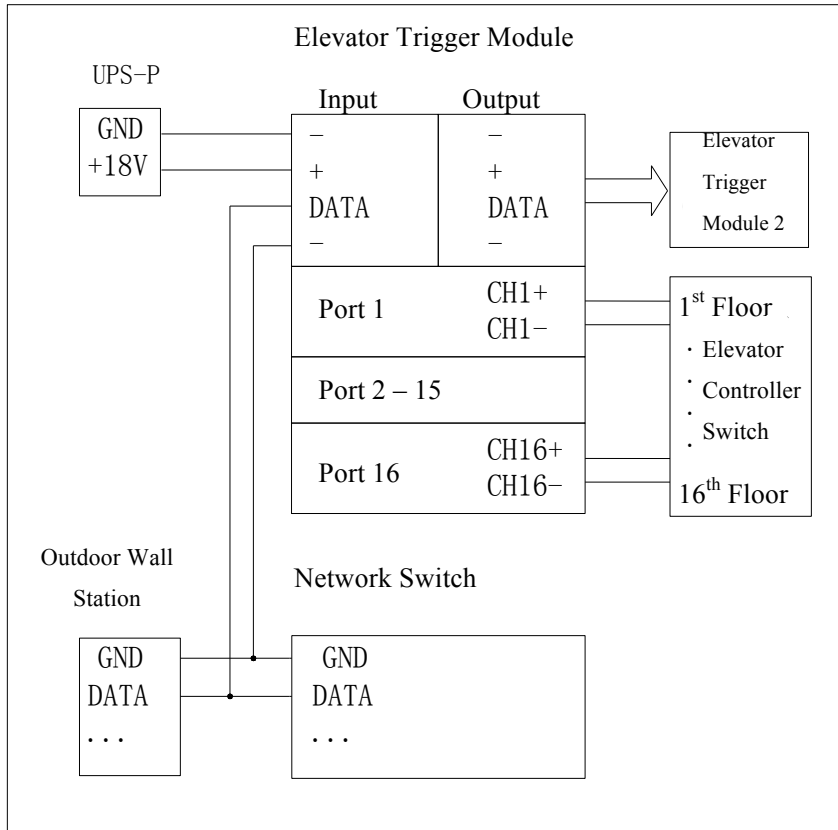 Elevator Trigger Module
UPS-P
GND
+18V
Input Output
- -
+ +
DATA DATA
- -
Elevator
Trigger
Module 2
Port 1
CH1+
CH1-
Port 2 – 15
Port 16
CH16+
CH16-
1st Floor
· Elevator
· Controller
· Switch
·
16th Floor
Outdoor Wall
Station
GND
DATA
...
Network Switch
GND
DATA
...